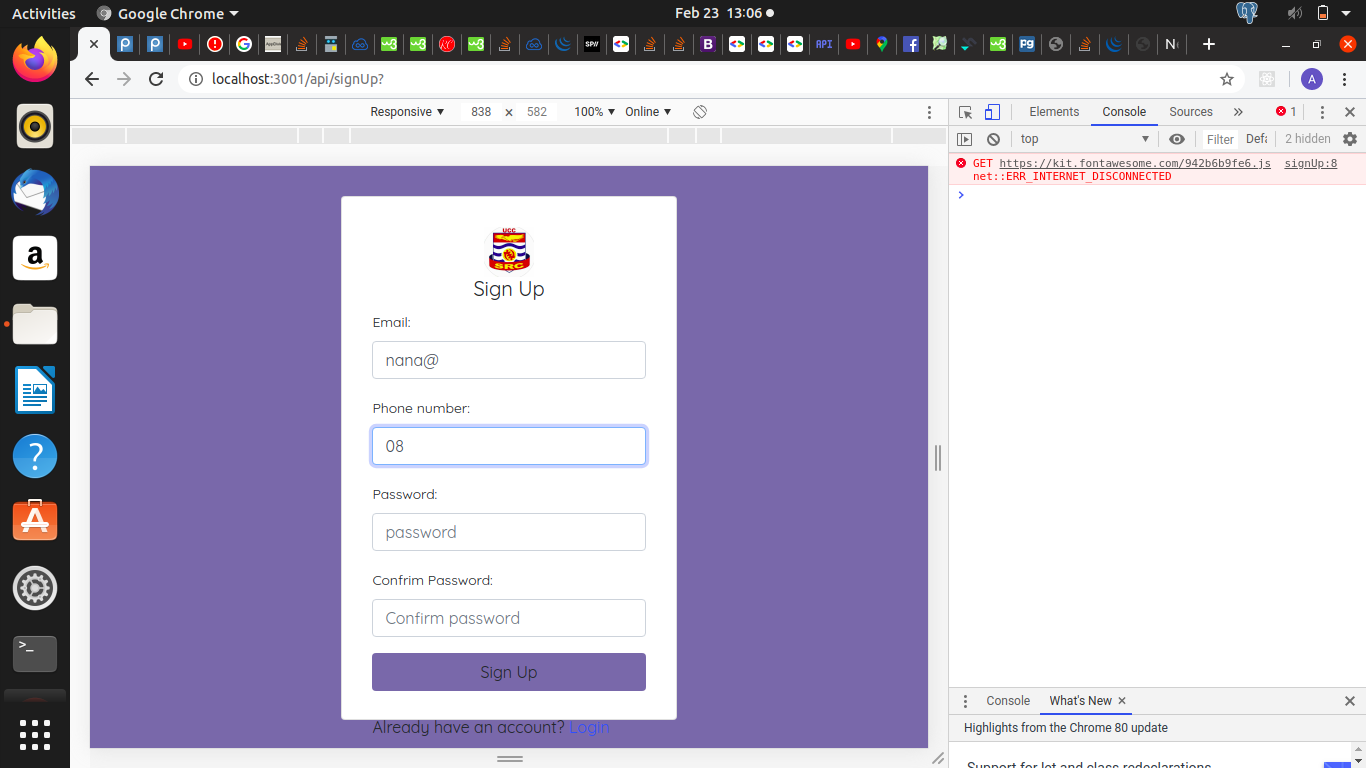 Activities
Google Chrome
Feb 23 13:06
localhost:3001/api/signUp?
A
Responsive
838 × 582
100%
Online
Elements
Console
Sources
1
top
Filter
Defa
2 hidden
GET https://kit.fontawesome.com/942b6b9fe6.js signUp:8
net::ERR_INTERNET_DISCONNECTED
UCC
SRC
Sign Up
Email:
nana@
Phone number:
08
Password:
password
Confrim Password:
Confirm password
Sign Up
Already have an account? Login
Console
What's New
Highlights from the Chrome 80 update
Support for let and class redeclarations